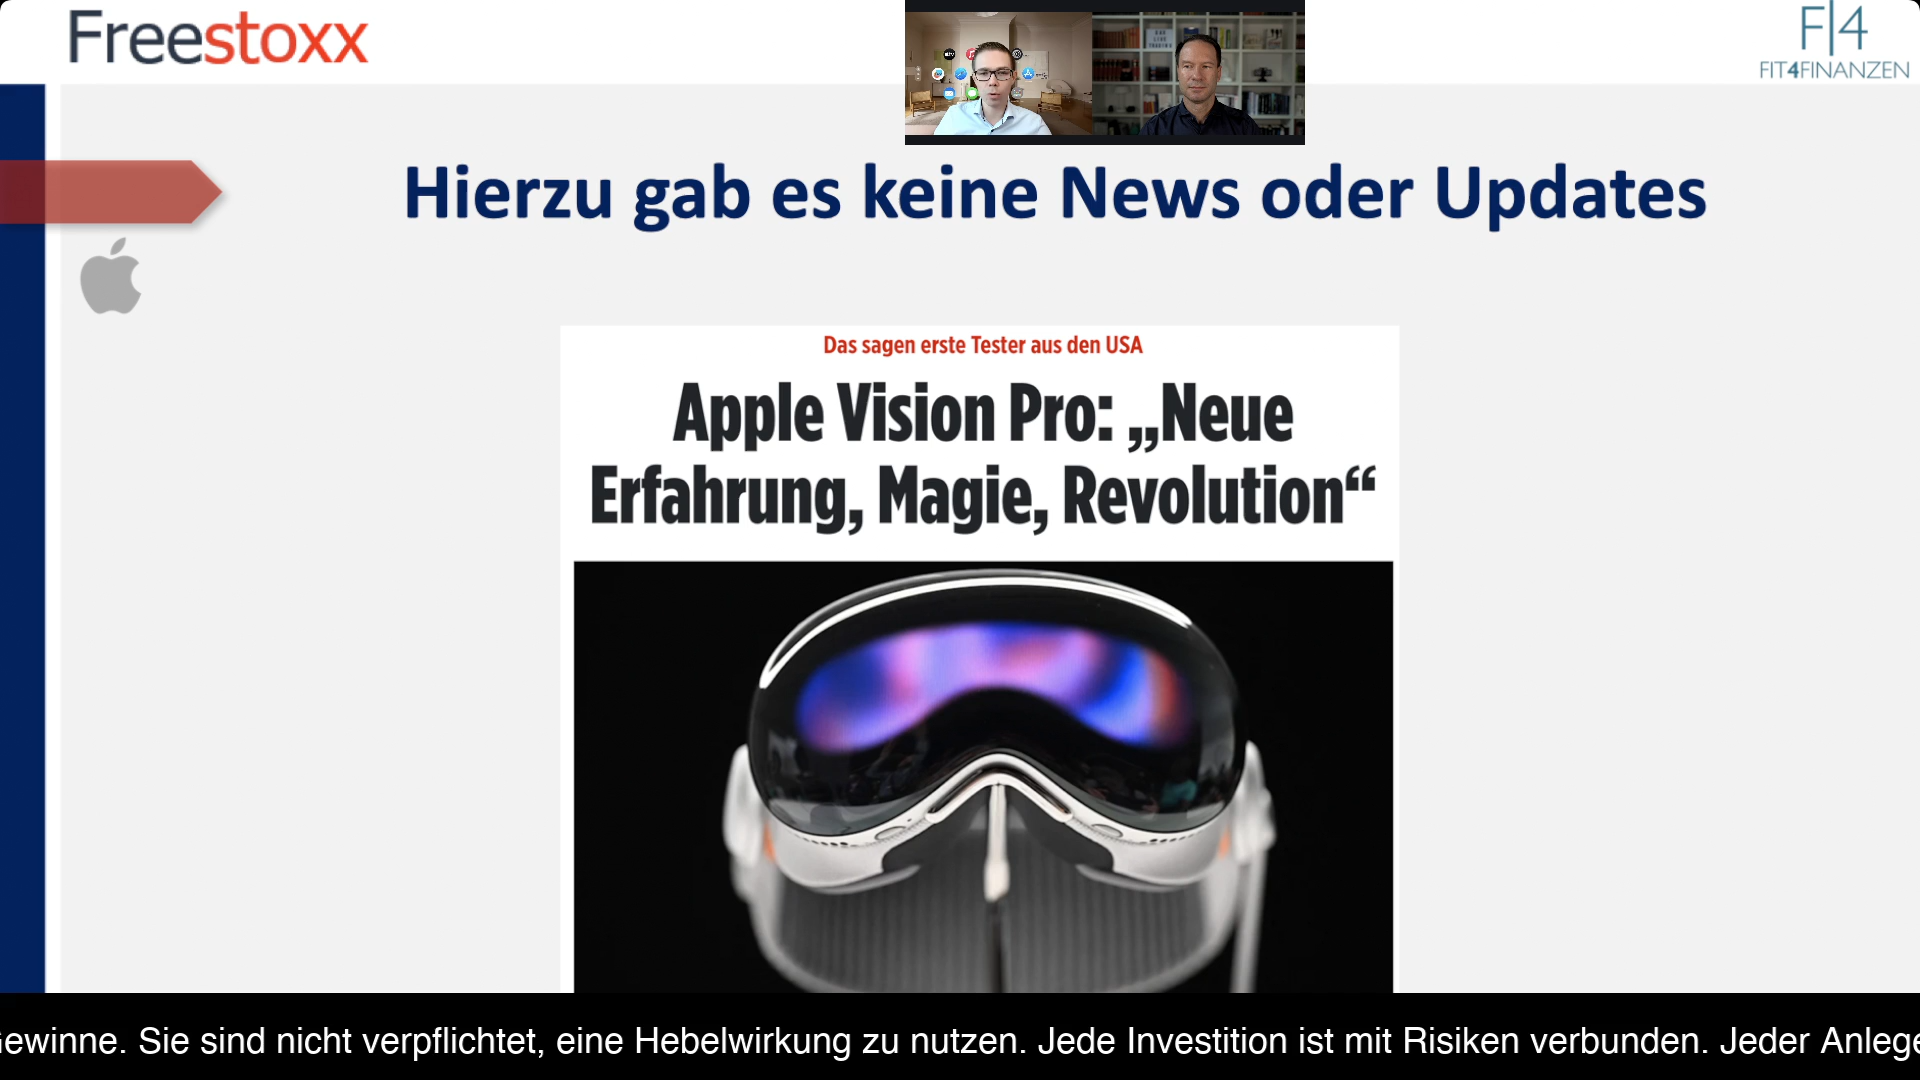 Freestoxx
F|4
FIT4FINANZEN
Hierzu gab es keine News oder Updates
Das sagen erste Tester aus den USA
Apple Vision Pro: „Neue
Erfahrung, Magie, Revolution“
ewinne. Sie sind nicht verpflichtet, eine Hebelwirkung zu nutzen. Jede Investition ist mit Risiken verbunden. Jeder Anlege